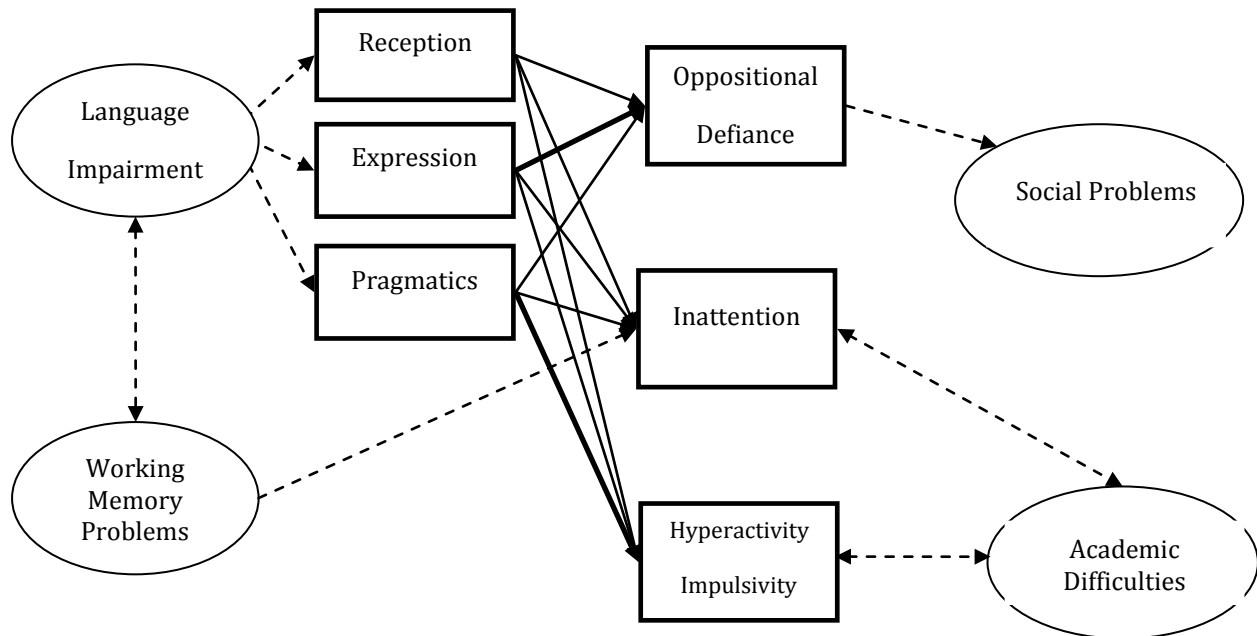 Reception
Language
Impairment
Expression
Pragmatics
Oppositional
Defiance
Social Problems
Inattention
Working
Memory
Problems
Hyperactivity
Impulsivity
Academic
Difficulties